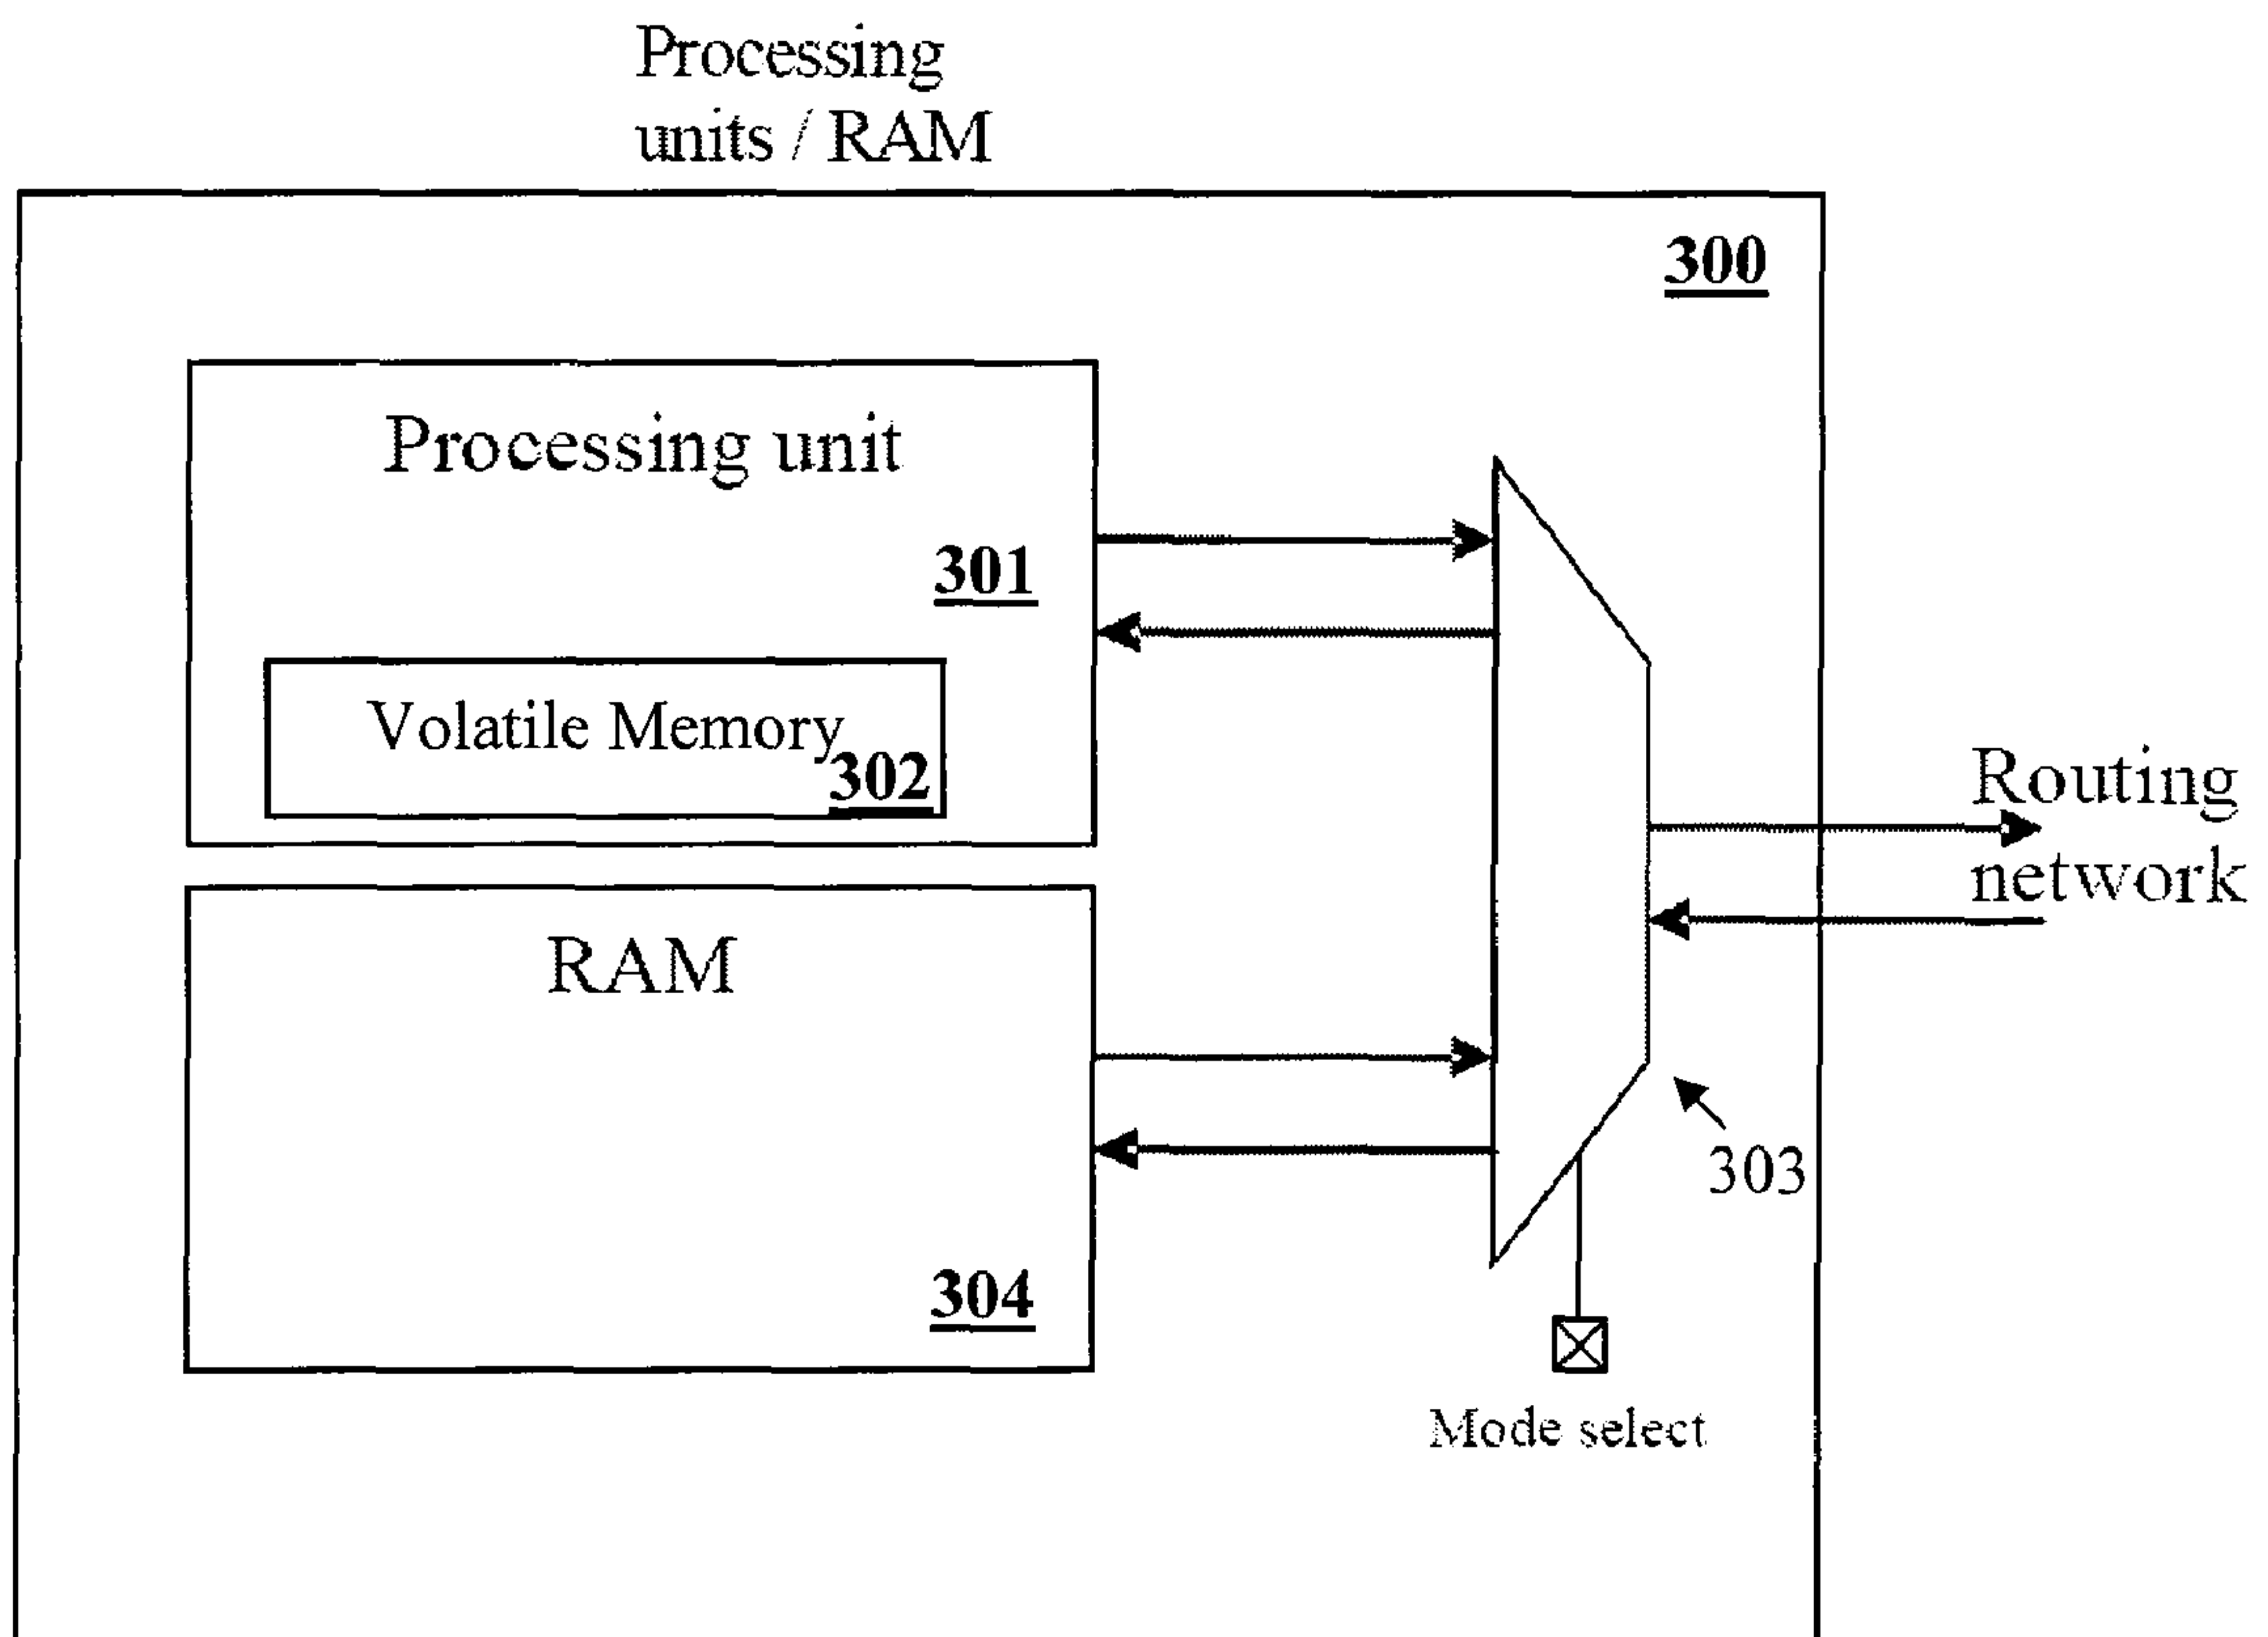 Processing
units / RAM
300
Processing unit
301
Volatile Memory
302
Routing
network
RAM
303
304
Mode select